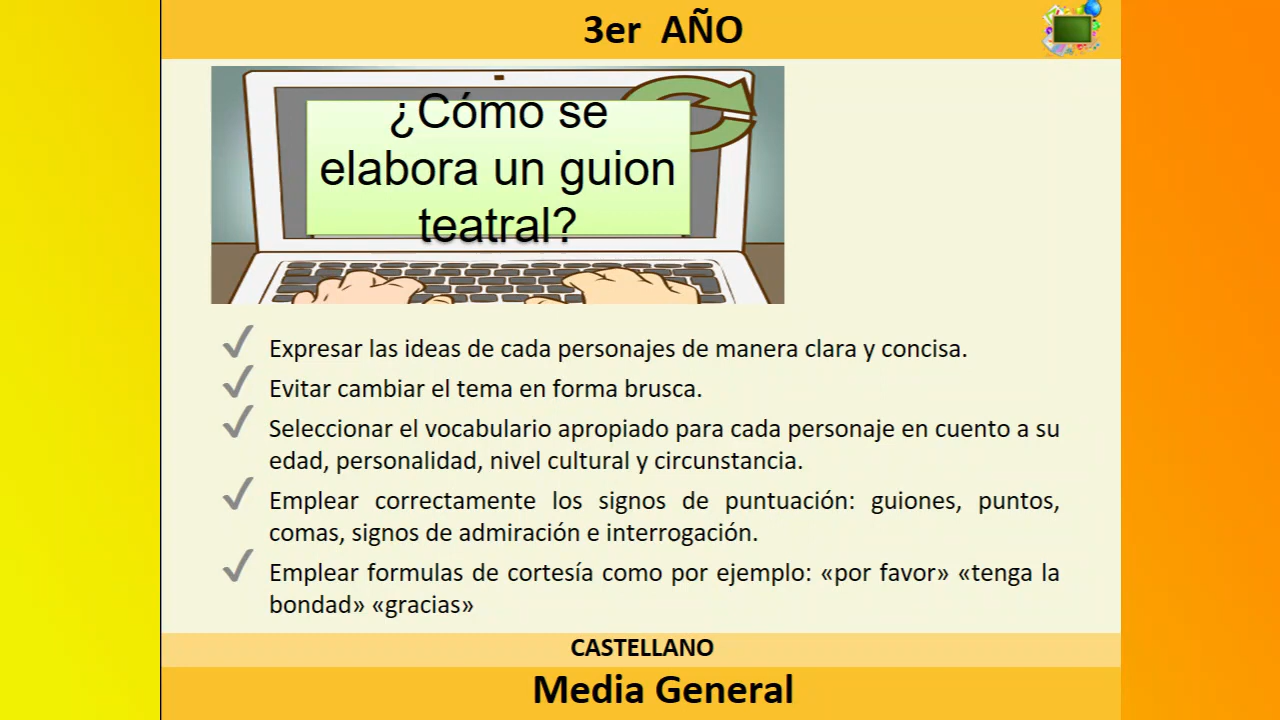 3er AÑO
¿Cómo se
elabora un guion
teatral?
Expresar las ideas de cada personajes de manera clara y concisa.
Evitar cambiar el tema en forma brusca.
Seleccionar el vocabulario apropiado para cada personaje en cuento a su
edad, personalidad, nivel cultural y circunstancia.
Emplear correctamente los signos de puntuación: guiones, puntos,
comas, signos de admiración e interrogación.
Emplear formulas de cortesía como por ejemplo: «por favor» «tenga la
bondad» «gracias»
CASTELLANO
Media General